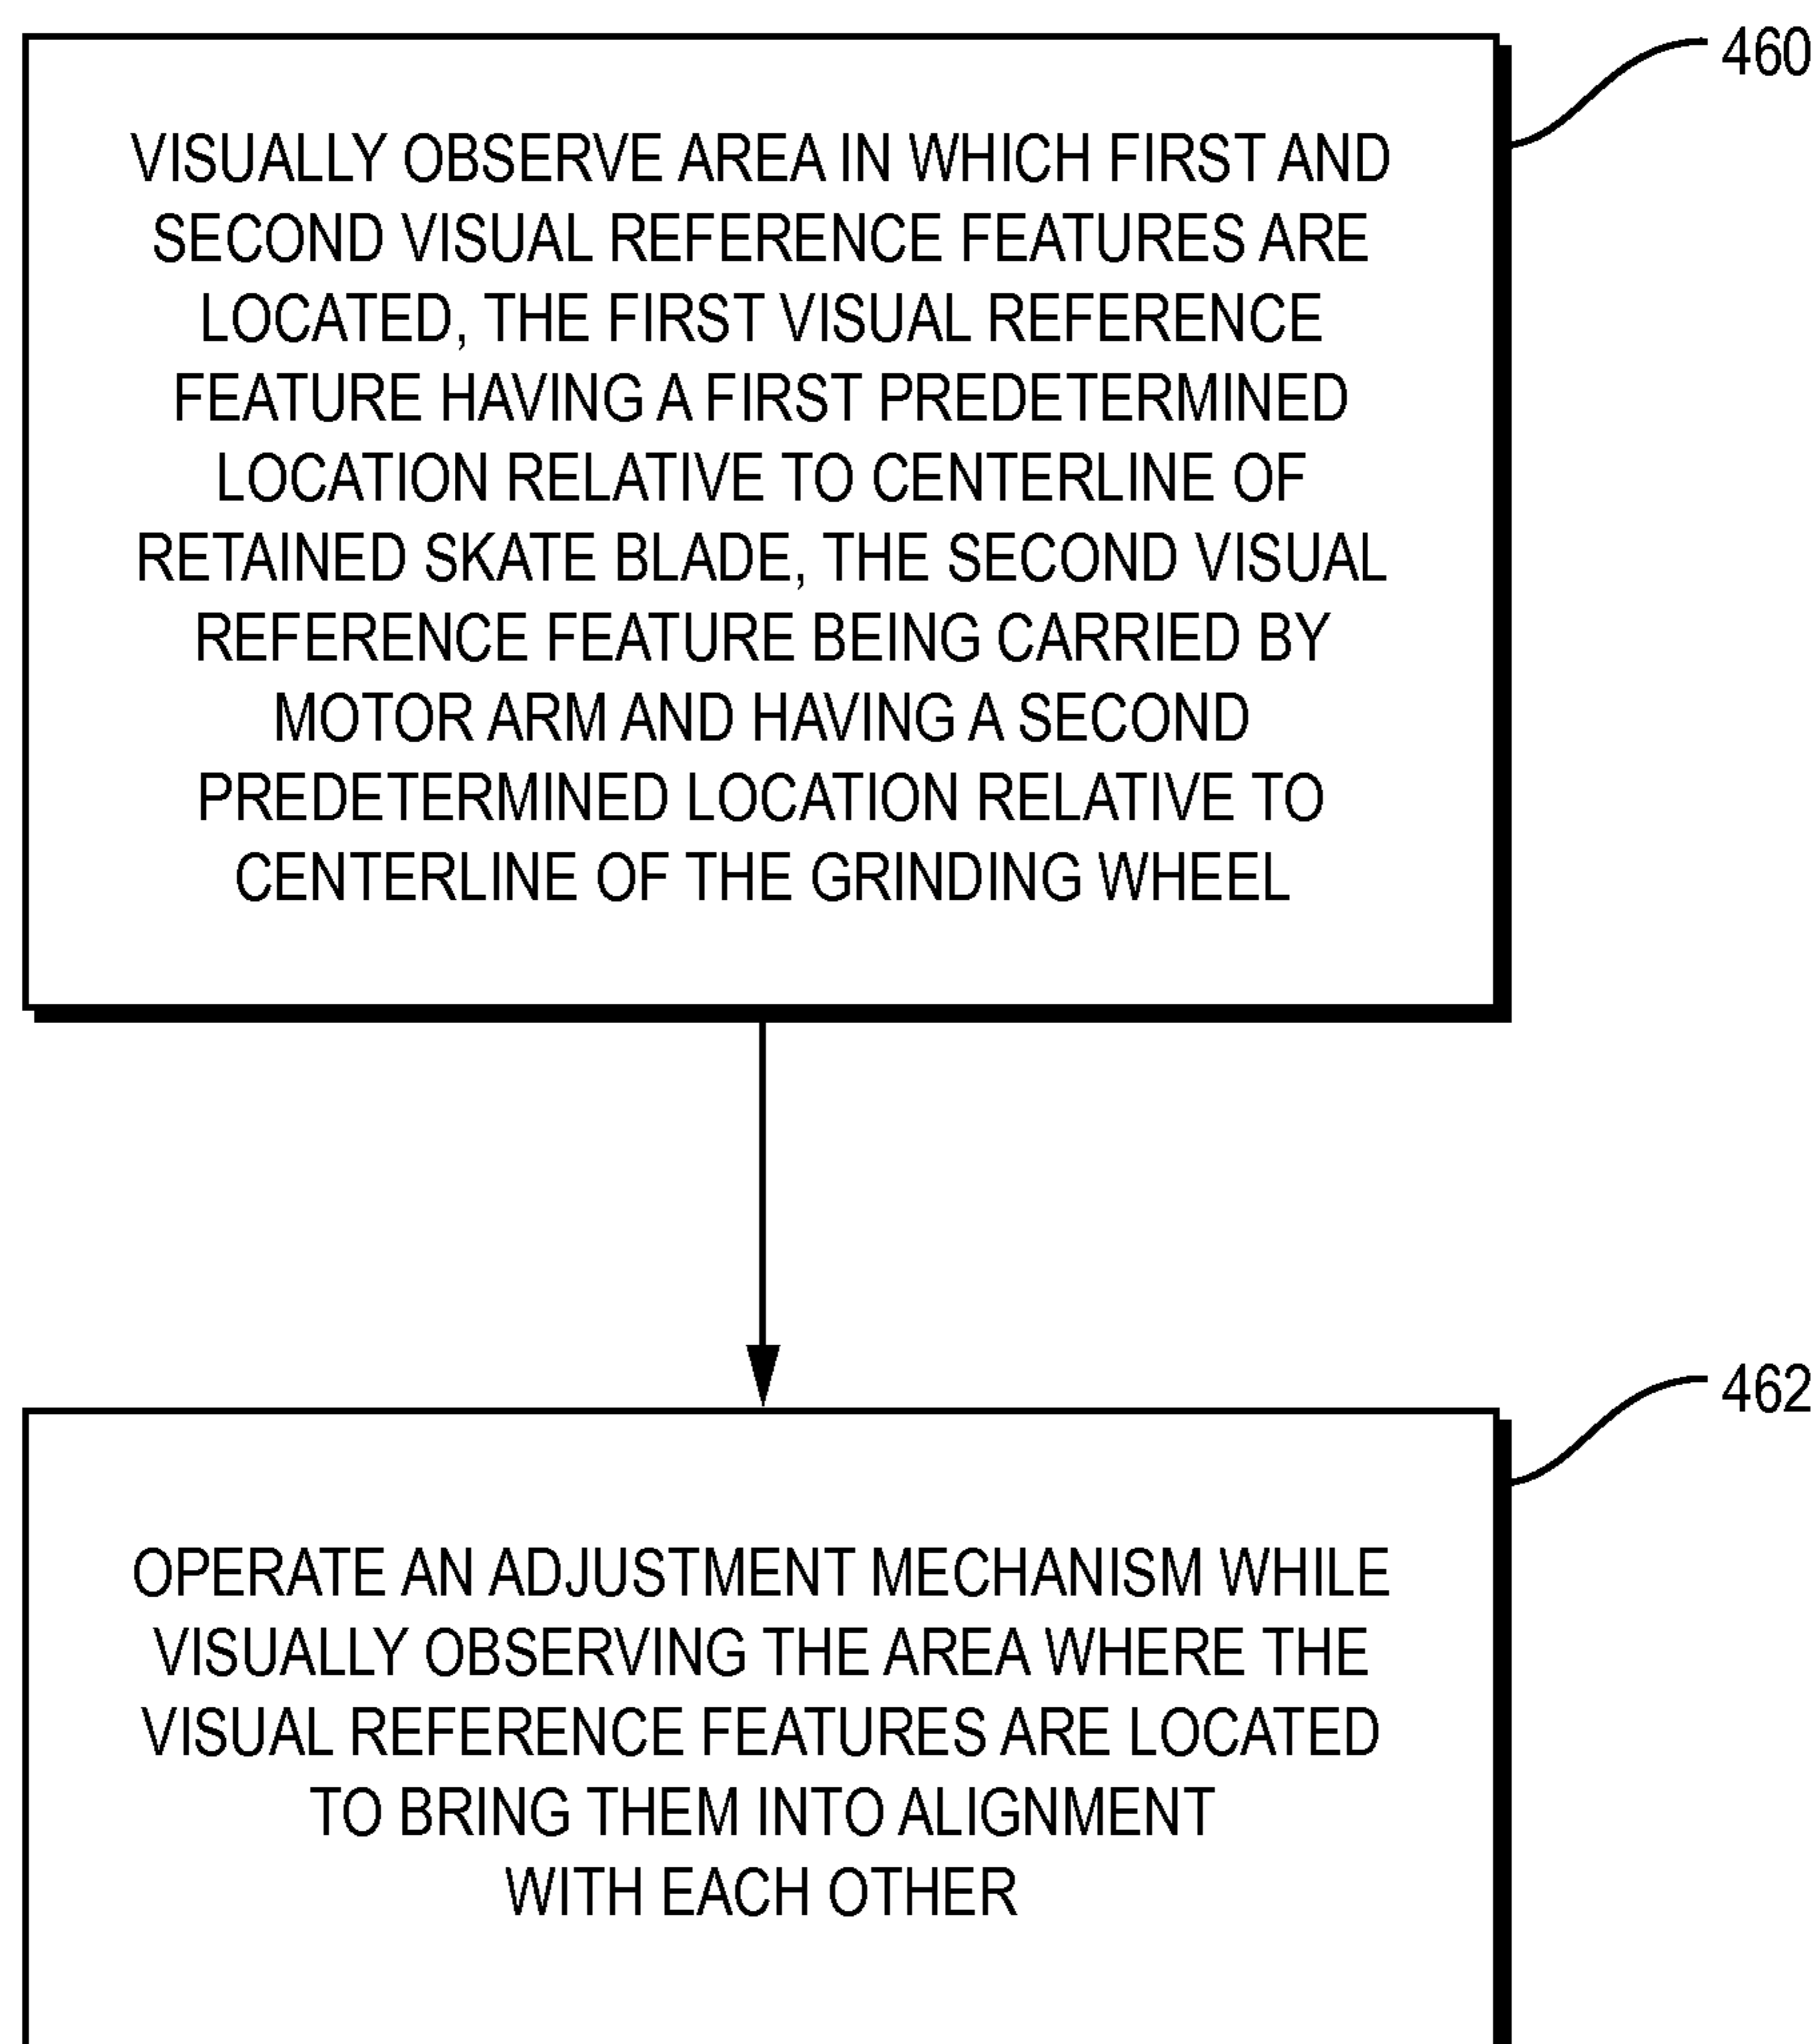 460
VISUALLY OBSERVE AREA IN WHICH FIRST AND
SECOND VISUAL REFERENCE FEATURES ARE
LOCATED, THE FIRST VISUAL REFERENCE
FEATURE HAVING A FIRST PREDETERMINED
LOCATION RELATIVE TO CENTERLINE OF
RETAINED SKATE BLADE, THE SECOND VISUAL
REFERENCE FEATURE BEING CARRIED BY
MOTOR ARM AND HAVING A SECOND
PREDETERMINED LOCATION RELATIVE TO
CENTERLINE OF THE GRINDING WHEEL
462
OPERATE AN ADJUSTMENT MECHANISM WHILE
VISUALLY OBSERVING THE AREA WHERE THE
VISUAL REFERENCE FEATURES ARE LOCATED
TO BRING THEM INTO ALIGNMENT
WITH EACH OTHER